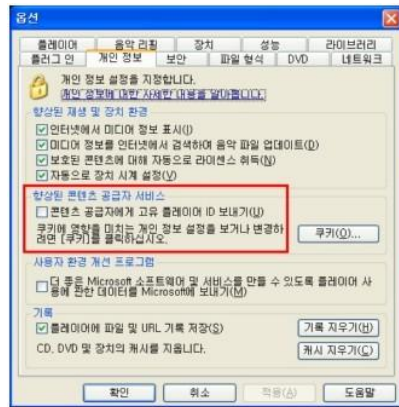 옵션
플레이어 음악 리핑 장치 성능 라이브러리
플러그 인 개인 정보 보안 파일 형식 DVD 네트워크
개인 정보 설정을 지정합니다.
개인 정보에 대한 자세한 내용을 알아봅니다.
향상된 재생 및 장치 환경
인터넷에서 미디어 정보 표시(I)
미디어 정보를 인터넷에서 검색하여 음악 파일 업데이트(D)
보호된 콘텐츠에 대해 자동으로 라이센스 취득(N)
자동으로 장치 시계 설정(V)
향상된 콘텐츠 공급자 서비스
콘텐츠 공급자에게 고유 플레이어 ID 보내기(U)
쿠키에 영향을 미치는 개인 정보 설정을 보거나 변경하
려면 [쿠키]를 클릭하십시오.
쿠키(O)...
사용자 환경 개선 프로그램
더 좋은 Microsoft 소프트웨어 및 서비스를 만들 수 있도록 플레이어 사
용에 관한 데이터를 Microsoft에 보내기(M)
기록
플레이어에 파일 및 URL 기록 저장(S)
기록 지우기(H)
CD, DVD 및 장치의 캐시를 지웁니다.
캐시 지우기(C)
확인 취소 적용(A) 도움말